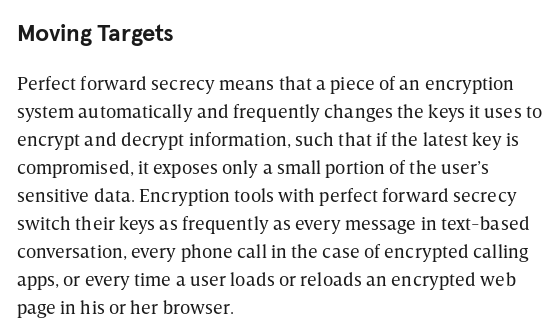 Moving Targets
Perfect forward secrecy means that a piece of an encryption
system automatically and frequently changes the keys it uses to
encrypt and decrypt information, such that if the latest key is
compromised, it exposes only a small portion of the user's
sensitive data. Encryption tools with perfect forward secrecy
switch their keys as frequently as every message in text-based
conversation, every phone call in the case of encrypted calling
apps, or every time a user loads or reloads an encrypted web
page in his or her browser.